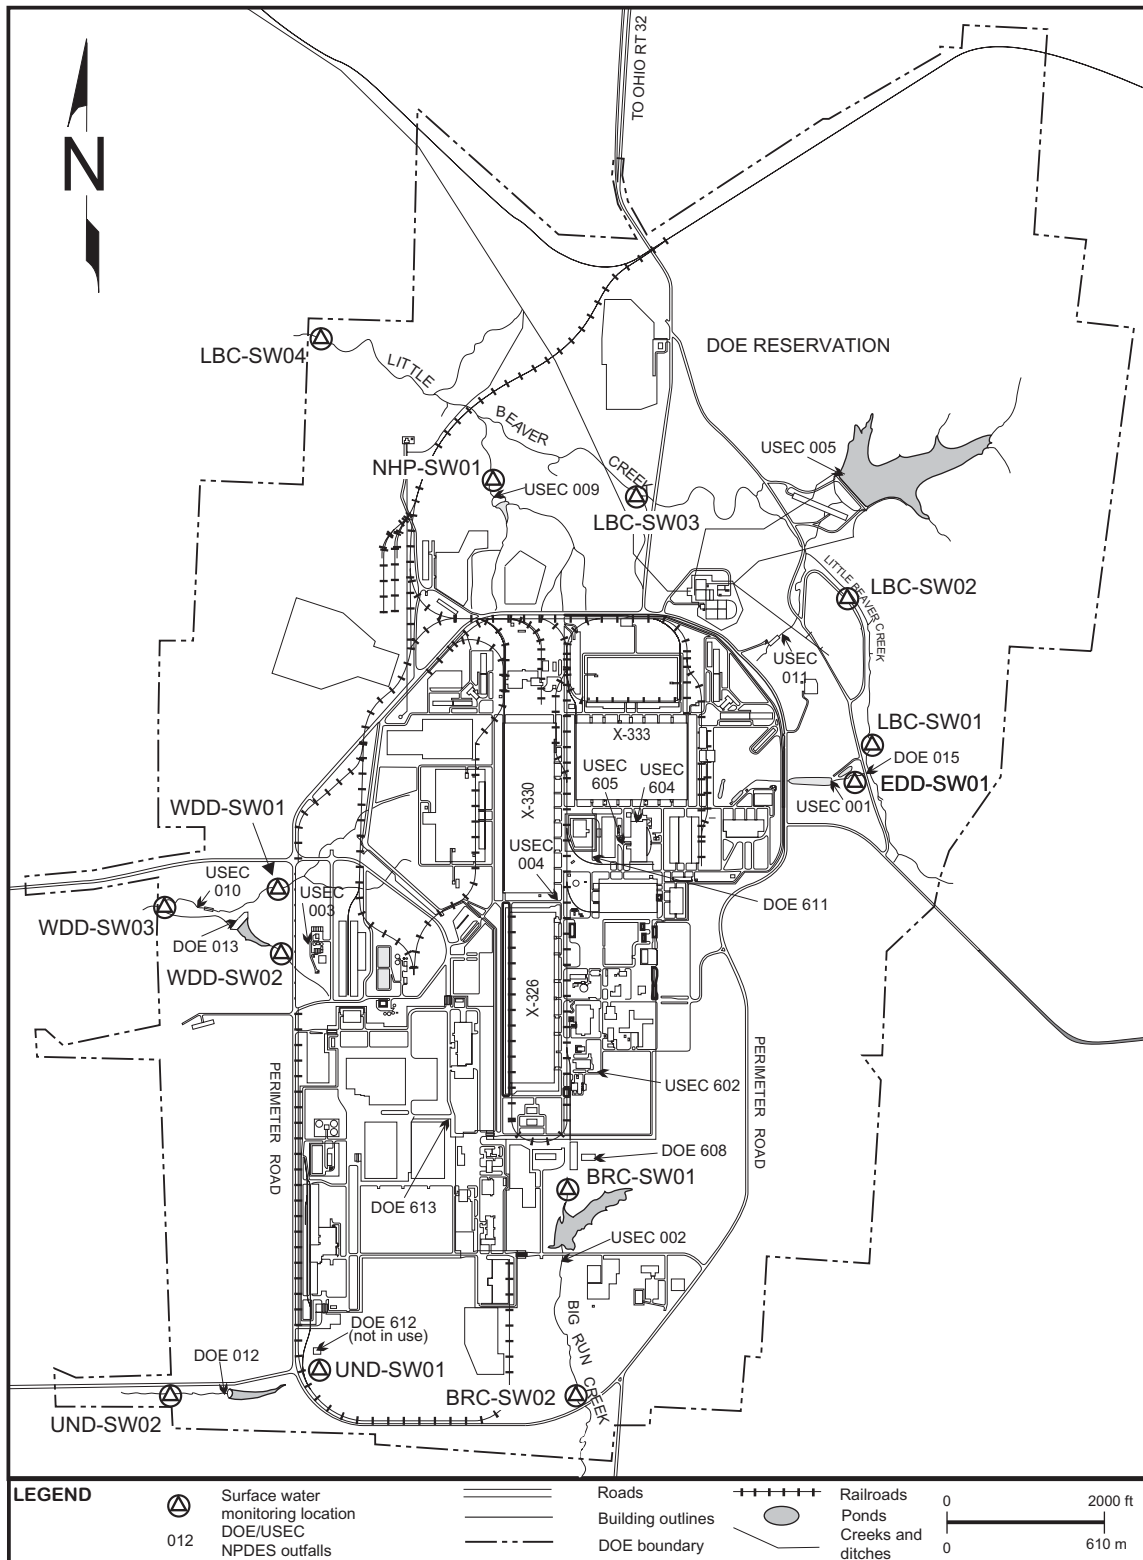 TO OHIO RT 32
N
DOE RESERVATION
LBC-SW04
LITTLE
BEAVER
CREEK
USEC 005
NHP-SW01
USEC 009
LBC-SW03
LITTLE BEAVER CREEK
LBC-SW02
USEC
011
LBC-SW01
X-333
DOE 015
USEC
605
USEC
604
EDD-SW01
USEC 001
X-330
WDD-SW01
USEC
004
USEC
010
USEC
003
DOE 611
WDD-SW03
DOE 013
WDD-SW02
X-326
PERIMETER ROAD
PERIMETER ROAD
USEC 602
DOE 608
BRC-SW01
DOE 613
USEC 002
BIG RUN CREEK
DOE 612
(not in use)
DOE 012
UND-SW01
BRC-SW02
UND-SW02
LEGEND
Surface water
monitoring location
012
DOE/USEC
NPDES outfalls
Roads
Building outlines
DOE boundary
Railroads
Ponds
Creeks and
ditches
0
2000 ft
0
610 m